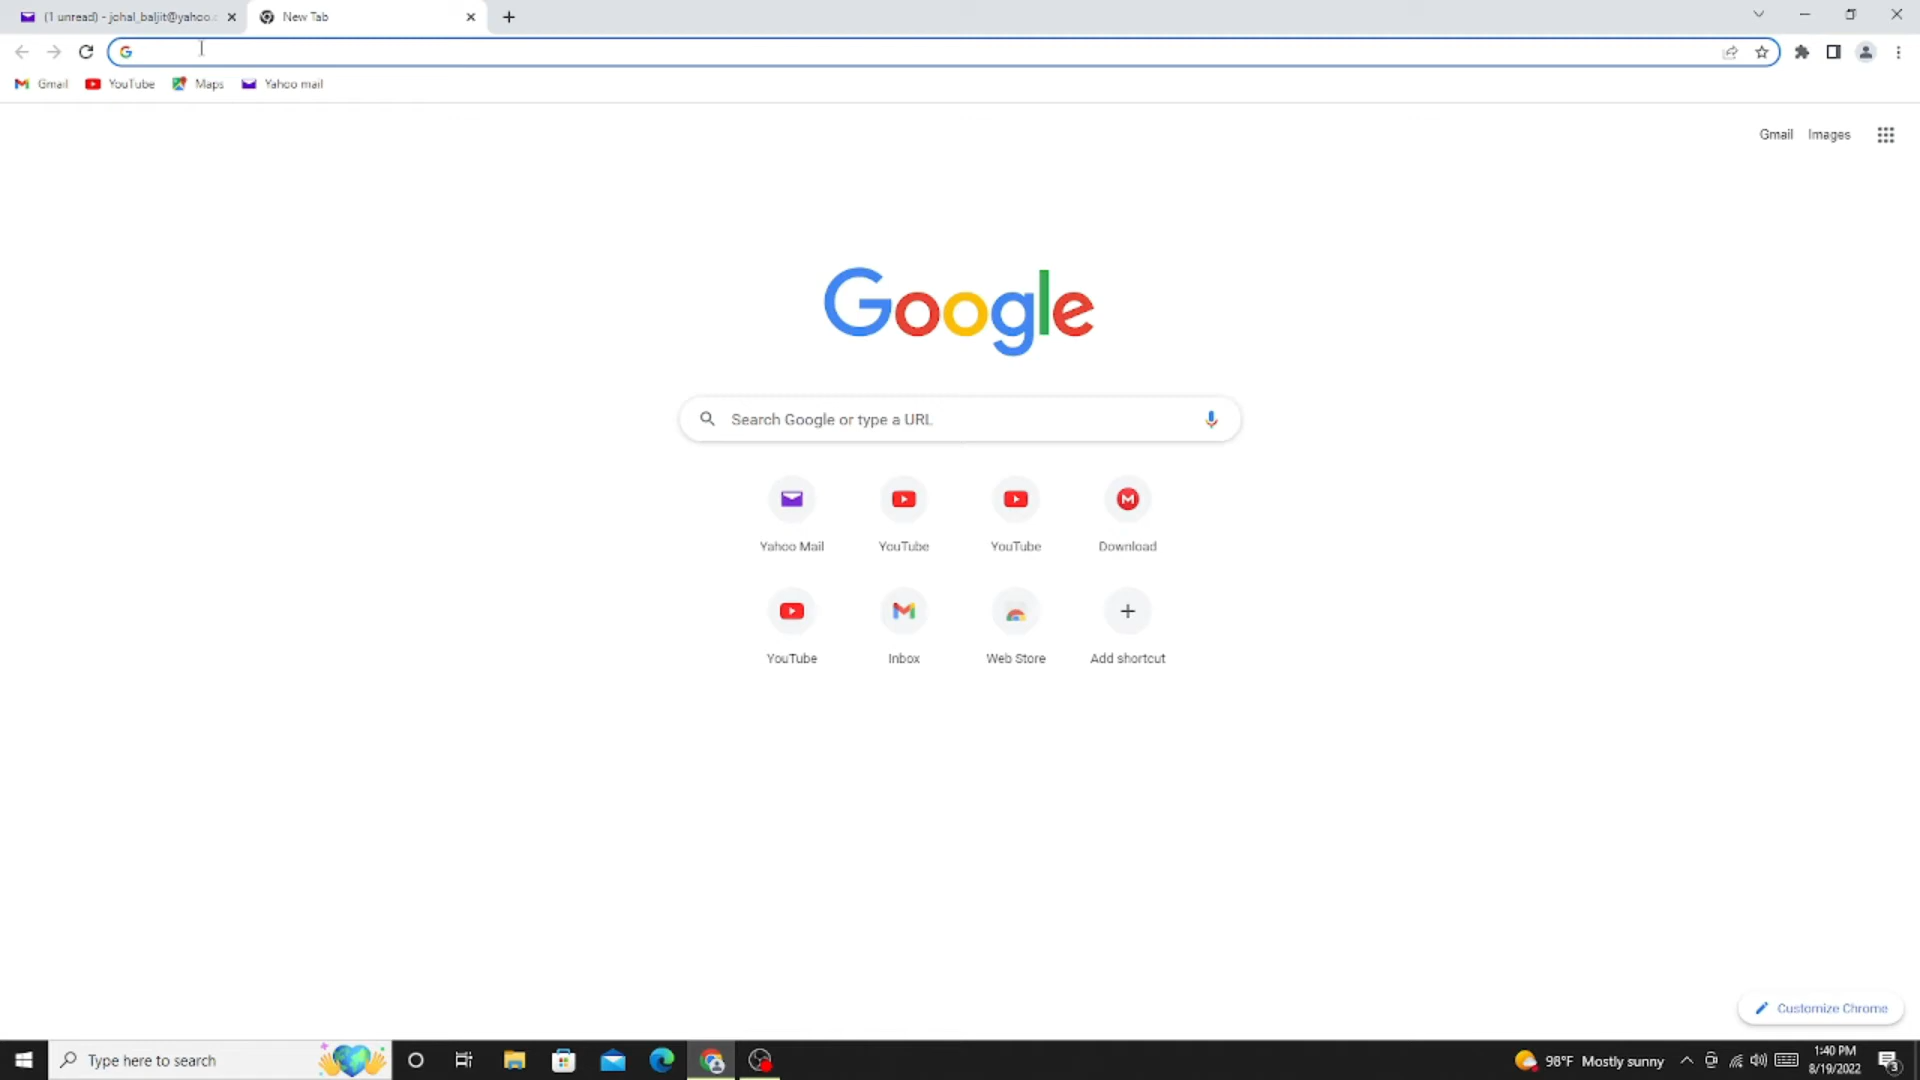 (1 unread) - johal_baljit@yahoo.c
New Tab
Gmail
YouTube
Maps
Yahoo mail
Gmail
Images
Google
Search Google or type a URL
Yahoo Mail
YouTube
YouTube
Download
YouTube
Inbox
Web Store
Add shortcut
Customize Chrome
Type here to search
98°F Mostly sunny
1:40 PM
8/19/2022
3